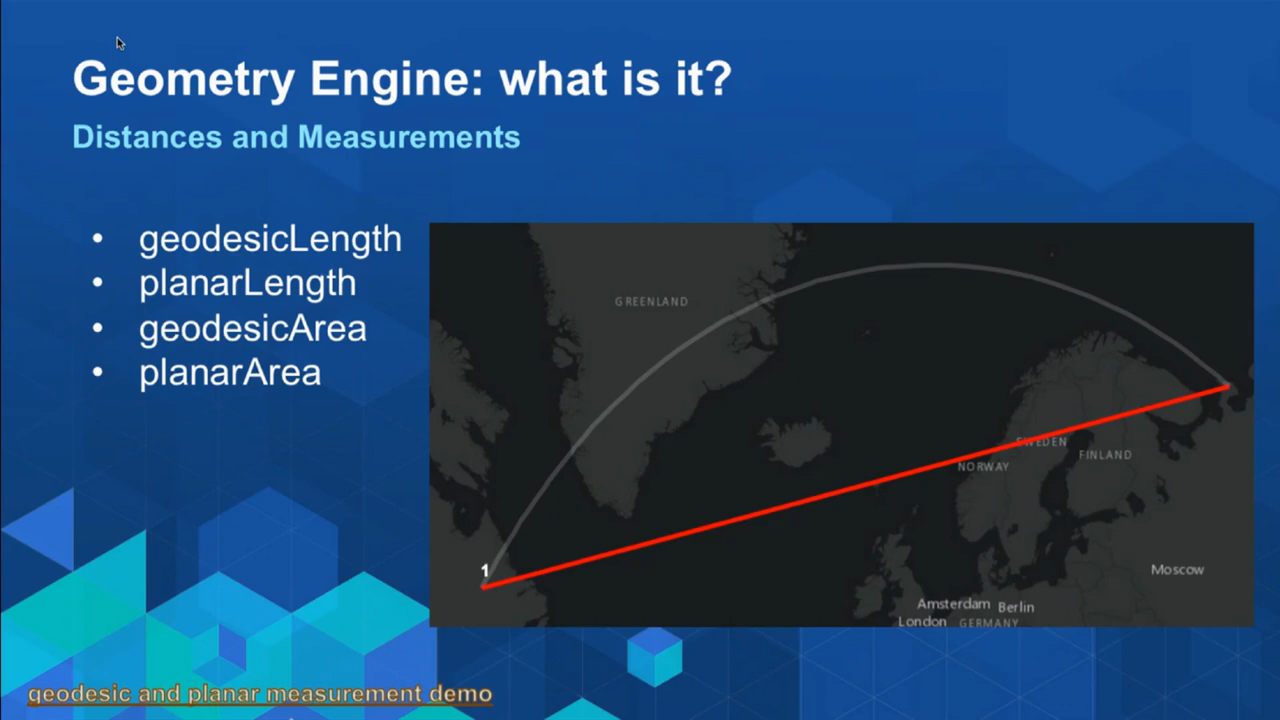 Geometry Engine: what is it?
Distances and Measurements
• geodesicLength
• planarLength
• geodesicArea
• planarArea
GREENLAND
SWEDEN
FINLAND
NORWAY
1
Moscow
Amsterdam Berlin
London GERMANY
geodesic and planar measurement demo